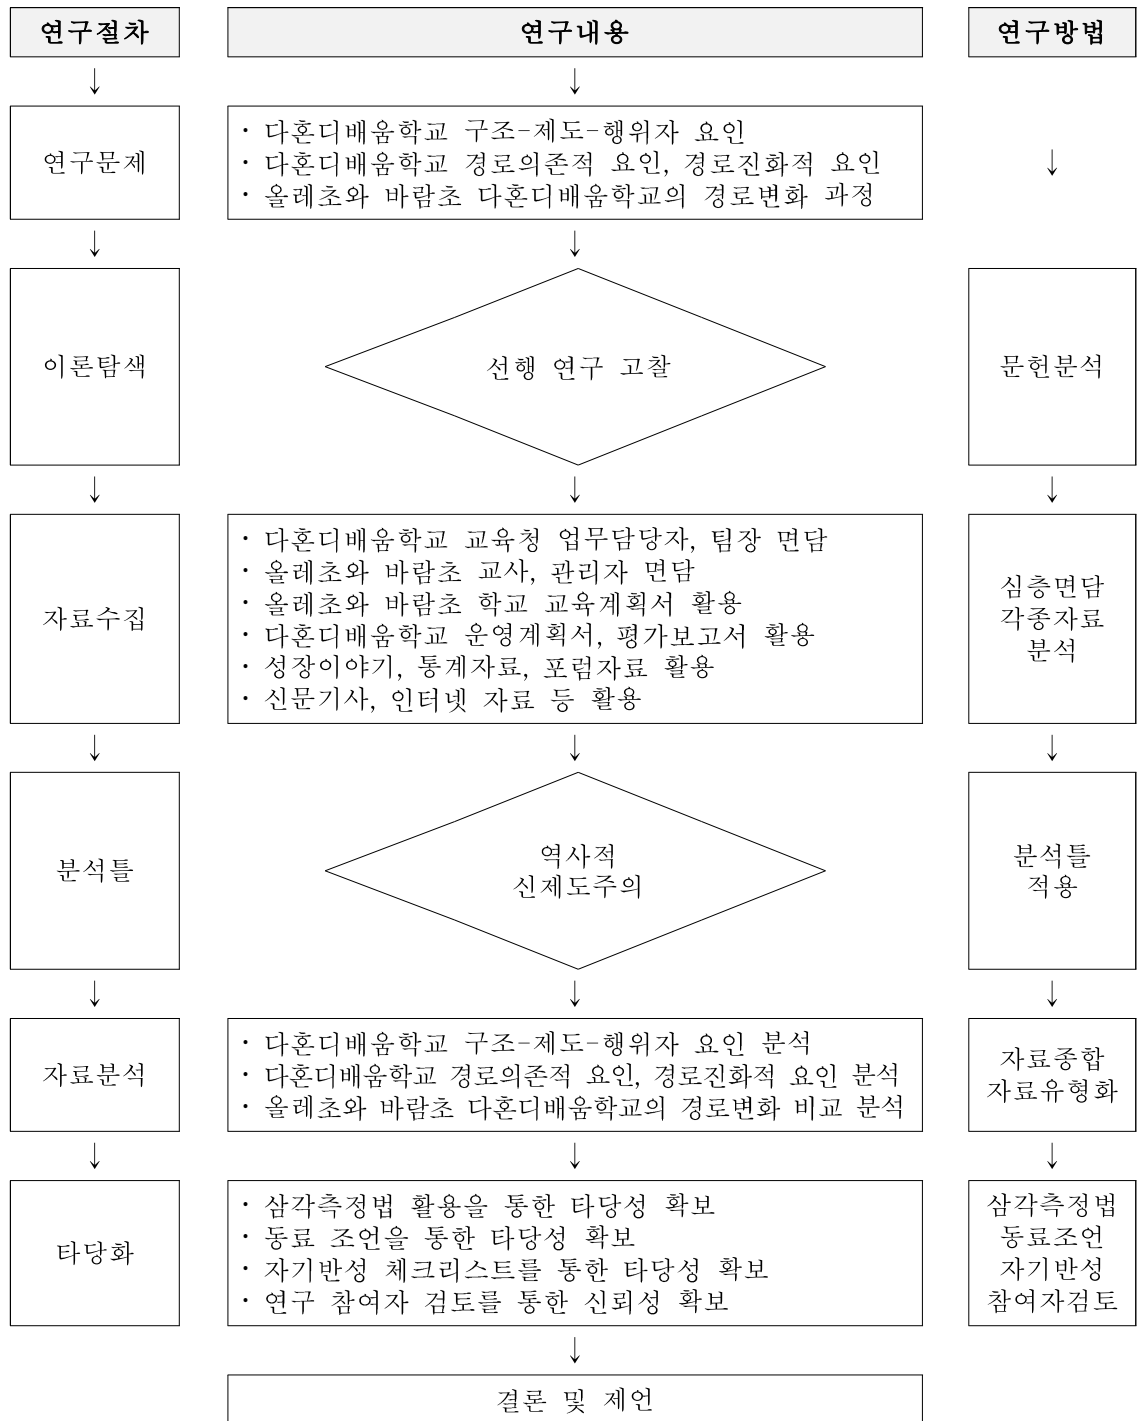 연구절차
연구내용
연구방법
↓
↓
연구문제
· 다혼디배움학교 구조-제도-행위자 요인
· 다혼디배움학교 경로의존적 요인, 경로진화적 요인
· 올레초와 바람초 다혼디배움학교의 경로변화 과정
↓
↓
↓
이론탐색
선행 연구 고찰
문헌분석
↓
↓
↓
자료수집
· 다혼디배움학교 교육청 업무담당자, 팀장 면담
· 올레초와 바람초 교사, 관리자 면담
· 올레초와 바람초 학교 교육계획서 활용
· 다혼디배움학교 운영계획서, 평가보고서 활용
· 성장이야기, 통계자료, 포럼자료 활용
· 신문기사, 인터넷 자료 등 활용
심층면담
각종자료
분석
↓
↓
↓
분석틀
역사적
신제도주의
분석틀
적용
↓
↓
↓
자료분석
· 다혼디배움학교 구조-제도-행위자 요인 분석
· 다혼디배움학교 경로의존적 요인, 경로진화적 요인 분석
· 올레초와 바람초 다혼디배움학교의 경로변화 비교 분석
자료종합
자료유형화
↓
↓
↓
타당화
· 삼각측정법 활용을 통한 타당성 확보
· 동료 조언을 통한 타당성 확보
· 자기반성 체크리스트를 통한 타당성 확보
· 연구 참여자 검토를 통한 신뢰성 확보
삼각측정법
동료조언
자기반성
참여자검토
↓
결론 및 제언